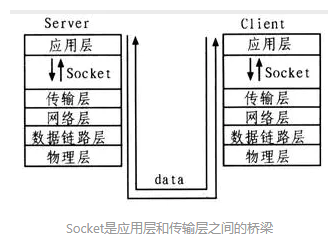 Server
Client
应用层
应用层
Socket
Socket
传输层
传输层
网络层
网络层
数据链路层
数据链路层
物理层
物理层
data
Socket是应用层和传输层之间的桥梁